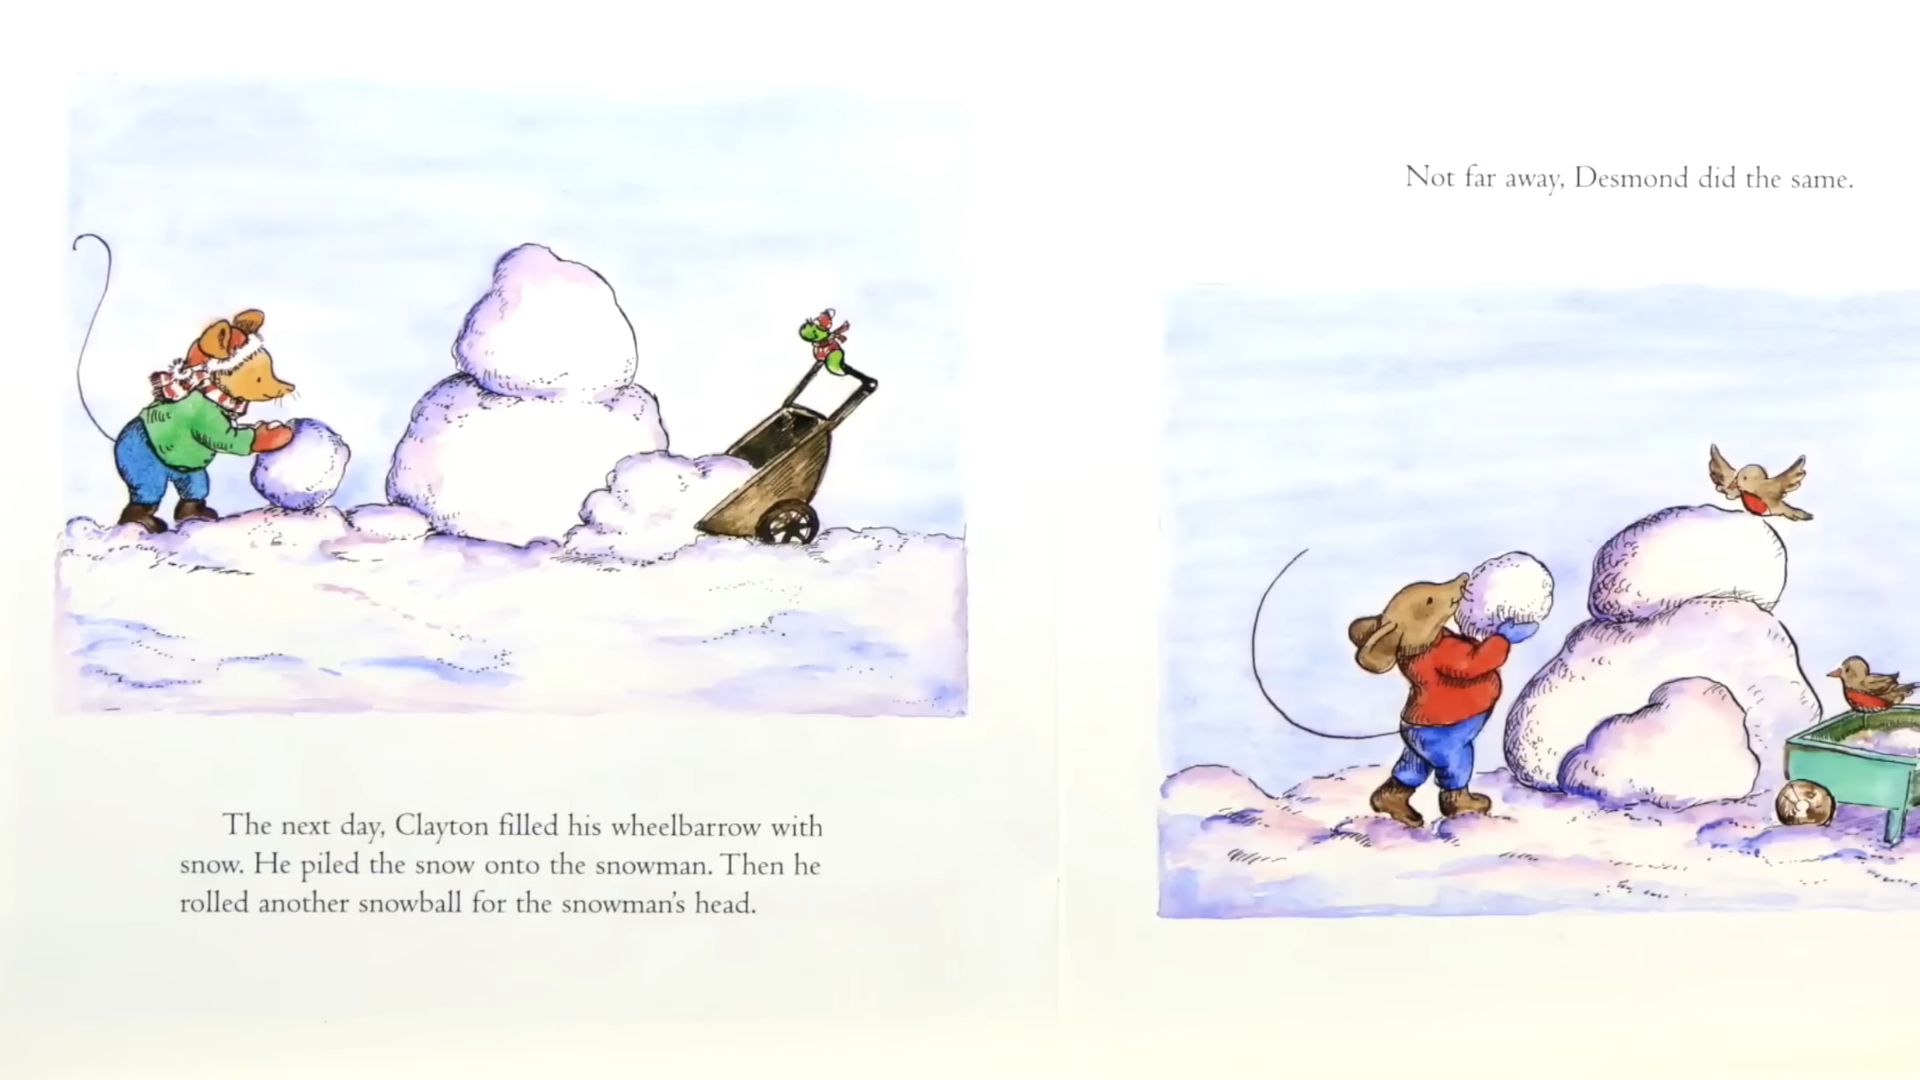 The next day, Clayton filled his wheelbarrow with
snow. He piled the snow onto the snowman. Then he
rolled another snowball for the snowman's head.
Not far away, Desmond did the same.